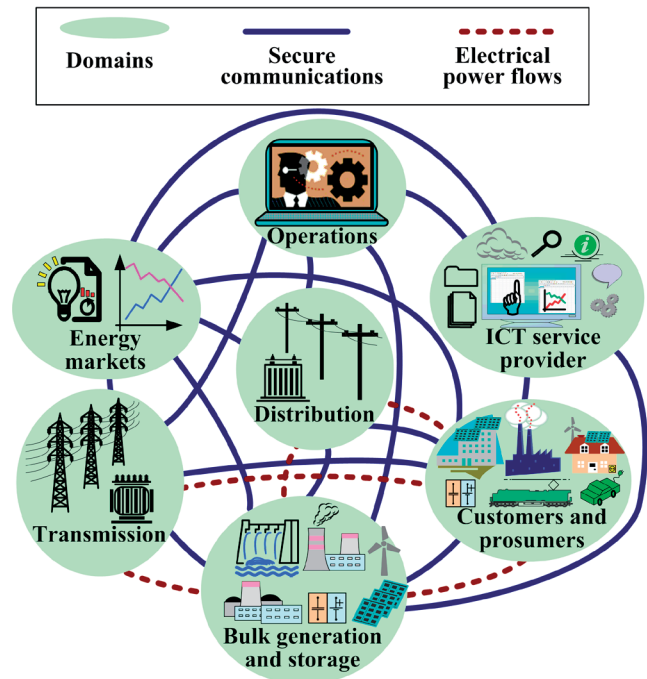 Domains
Secure
communications
Electrical
power flows
Operations
Energy
markets
ICT service
provider
Distribution
Transmission
Customers and
prosumers
Bulk generation
and storage